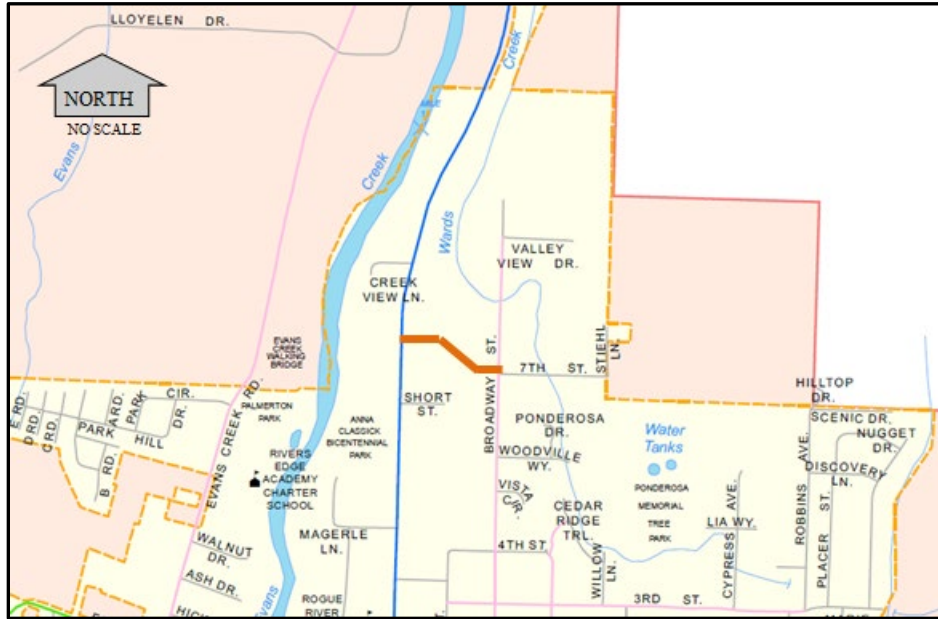 LLOYELEN DR.
NORTH
NO SCALE
Creek
Evans
Creek
Wards
VALLEY
VIEW DR.
CREEK
VIEW LN.
EVANS
CREEK
WALKING
BRIDGE
ST.
BROADWAY
7TH ST.
STIEHL
LN.
HILLTOP
DR.
SCENIC DR.
NUGGET
DR.
DISCOVERY
LN.
E RD.
D RD.
C RD.
PARK
B RD.
WARD.
PARK
HILL
CIR.
DR.
EVANS CREEK RD.
PALMERTON
PARK
ANNA
CLASSICK
BICENTENNIAL
PARK
SHORT
ST.
RIVERS
EDGE
ACADEMY
CHARTER
SCHOOL
PONDEROSA
DR.
WOODVILLE
WY.
VISTA
CIR.
CEDAR
RIDGE
TRL.
Water
Tanks
PONDEROSA
MEMORIAL
TREE
PARK
LIA WY.
CYPRESS AVE.
ROBBINS AVE.
PLACER ST.
WALNUT
DR.
ASH DR.
MAGERLE
LN.
4TH ST.
WILLOW
LN.
3RD ST.
Evans
ROGUE
RIVER
ST.